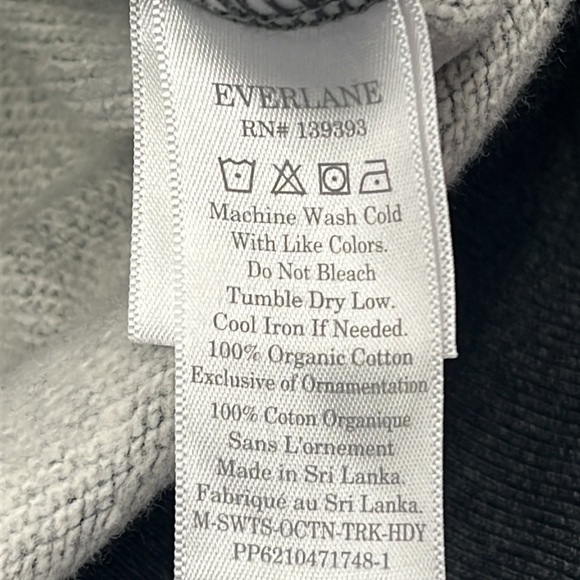 EVERLANE
RN# 139393
Machine Wash Cold
With Like Colors.
Do Not Bleach
Tumble Dry Low.
Cool Iron If Needed.
100% Organic Cotton
Exclusive of Ornamentation
100% Coton Organique
Sans L'ornement
Made in Sri Lanka.
Fabriqué au Sri Lanka.
M-SWTS-OCTN-TRK-HDY
PP6210471748-1